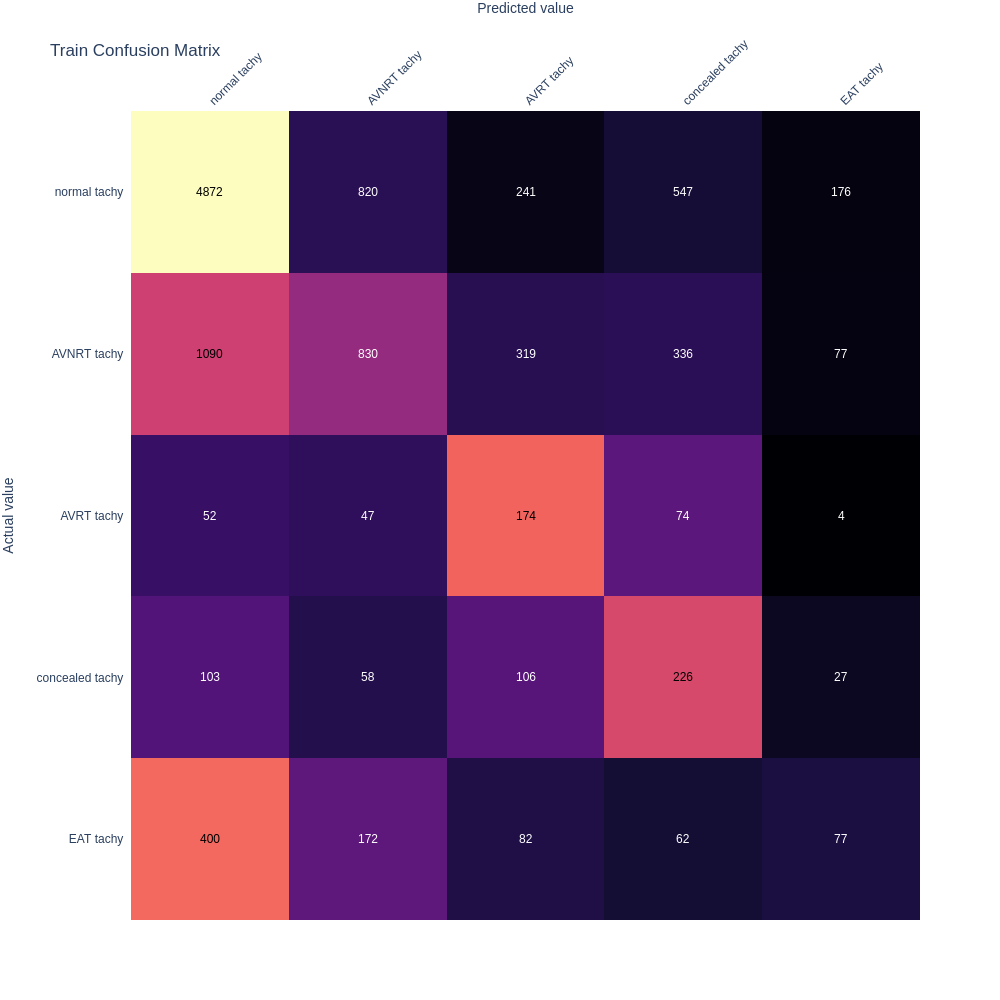 Predicted value
Train Confusion Matrix
normal tachy AVNRT tachy AVRT tachy concealed tachy EAT tachy
Actual value
normal tachy 4872 820 241 547 176
AVNRT tachy 1090 830 319 336 77
AVRT tachy 52 47 174 74 4
concealed tachy 103 58 106 226 27
EAT tachy 400 172 82 62 77